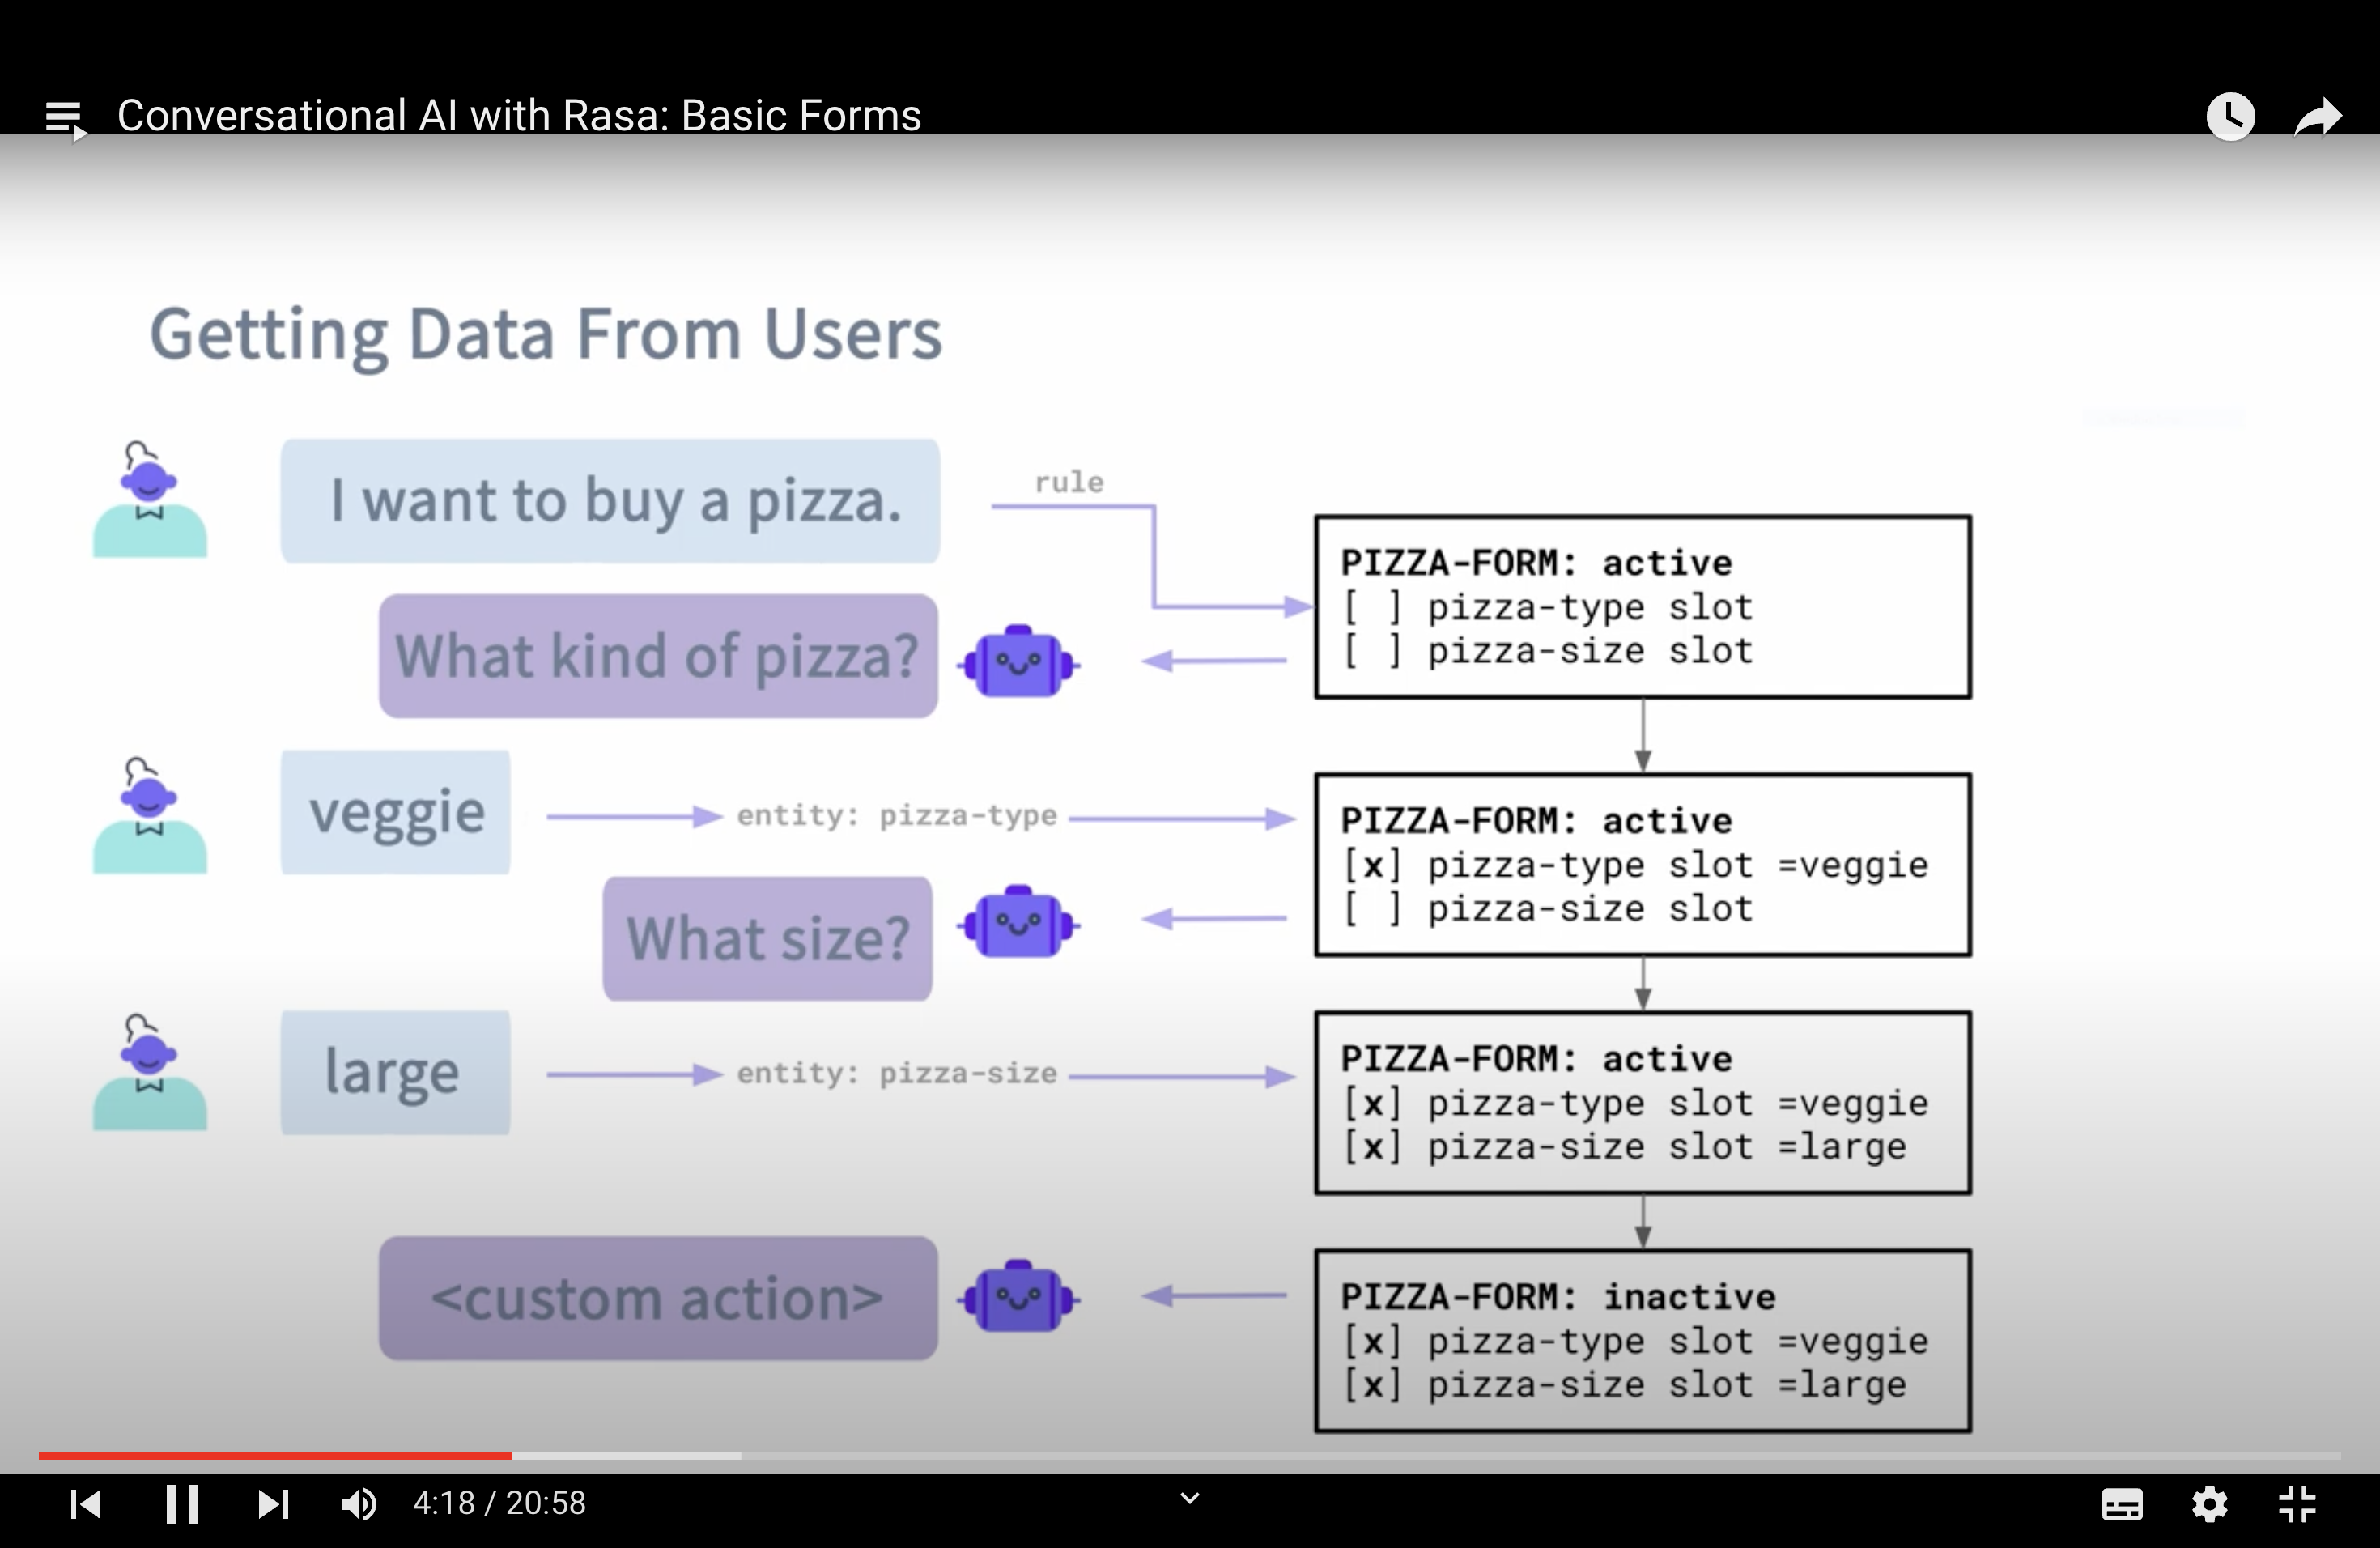 Conversational AI with Rasa: Basic Forms
Getting Data From Users
I want to buy a pizza.
rule
PIZZA-FORM: active
[ ] pizza-type slot
[ ] pizza-size slot
What kind of pizza?
veggie
entity: pizza-type
PIZZA-FORM: active
[x] pizza-type slot =veggie
[ ] pizza-size slot
What size?
large
entity: pizza-size
PIZZA-FORM: active
[x] pizza-type slot =veggie
[x] pizza-size slot =large
<custom action>
PIZZA-FORM: inactive
[x] pizza-type slot =veggie
[x] pizza-size slot =large
4:18 / 20:58